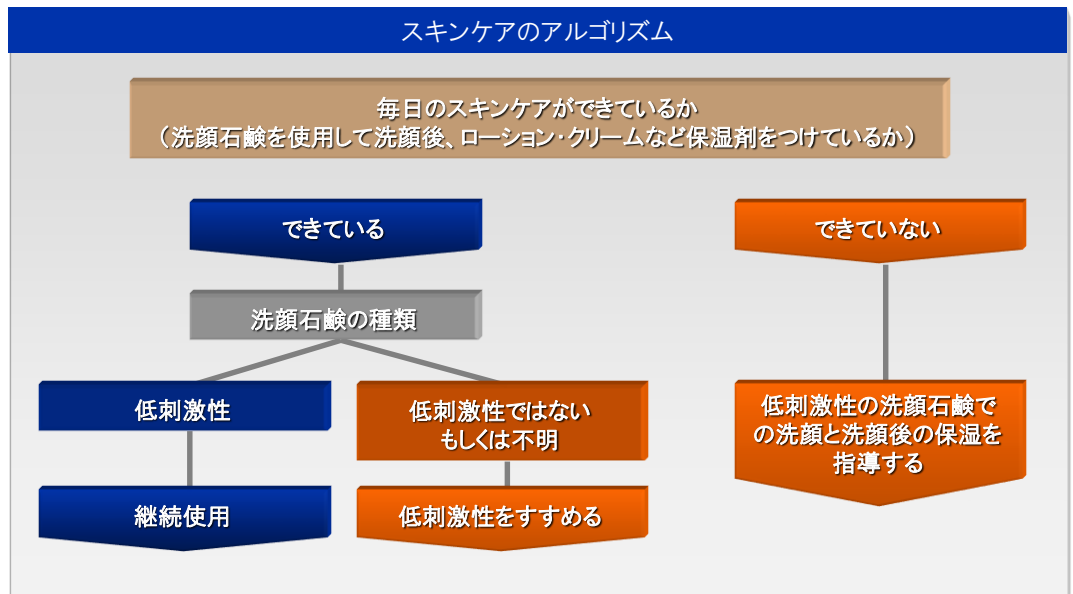 スキンケアのアルゴリズム
毎日のスキンケアができているか
（洗顔石鹸を使用して洗顔後、ローション・クリームなど保湿剤をつけているか）
できている
できていない
洗顔石鹸の種類
低刺激性
低刺激性ではない
もしくは不明
低刺激性の洗顔石鹸で
の洗顔と洗顔後の保湿を
指導する
継続使用
低刺激性をすすめる